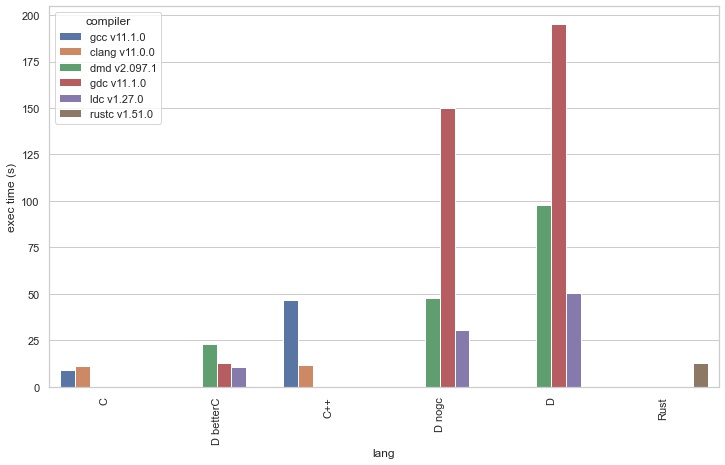 compiler
gcc v11.1.0
clang v11.0.0
dmd v2.097.1
gdc v11.1.0
ldc v1.27.0
rustc v1.51.0
exec time (s)
200
175
150
125
100
75
50
25
0
C
D betterC
C++
D nogc
D
Rust
lang